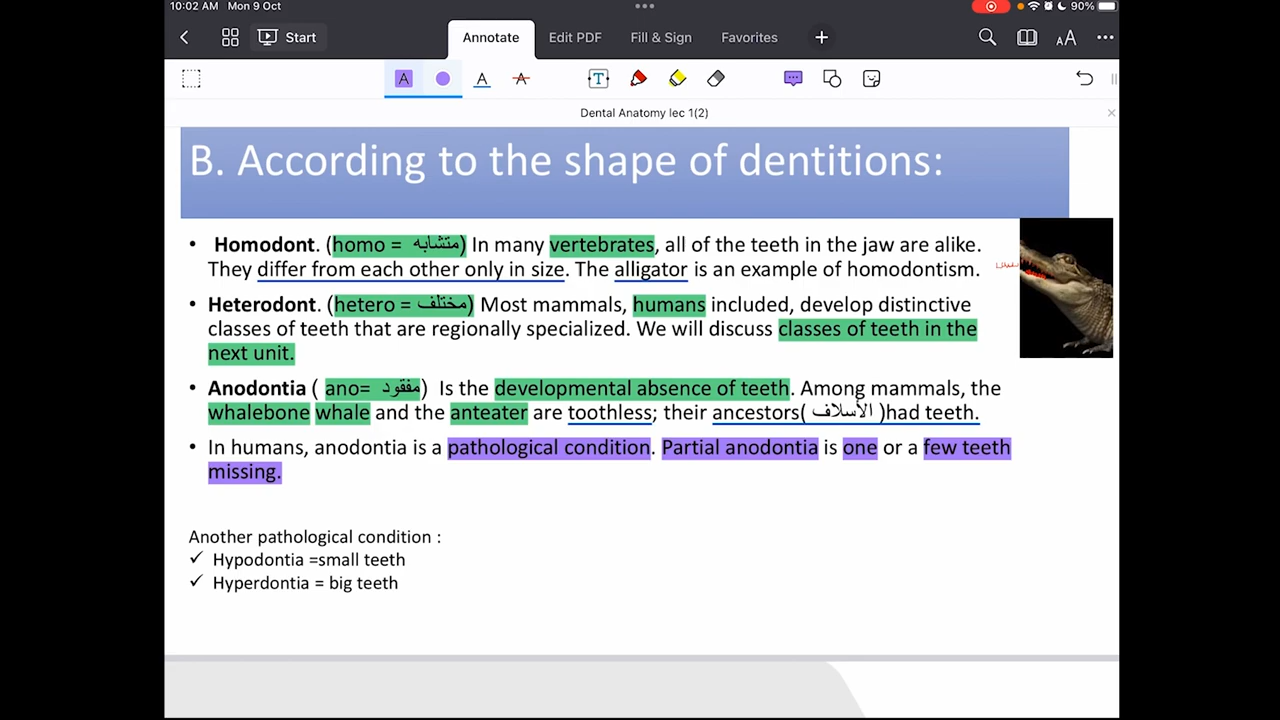 10:02 AM Mon 9 Oct
90%
Start
Annotate
Edit PDF
Fill & Sign
Favorites
Dental Anatomy lec 1(2)
B. According to the shape of dentitions:
• Homodont. (homo = متشابه) In many vertebrates, all of the teeth in the jaw are alike.
They differ from each other only in size. The alligator is an example of homodontism.
• Heterodont. (hetero = مختلف) Most mammals, humans included, develop distinctive
classes of teeth that are regionally specialized. We will discuss classes of teeth in the
next unit.
• Anodontia ( ano= مفقود) Is the developmental absence of teeth. Among mammals, the
whalebone whale and the anteater are toothless; their ancestors( الأسلاف )had teeth.
• In humans, anodontia is a pathological condition. Partial anodontia is one or a few teeth
missing.
Another pathological condition :
✓ Hypodontia =small teeth
✓ Hyperdontia = big teeth